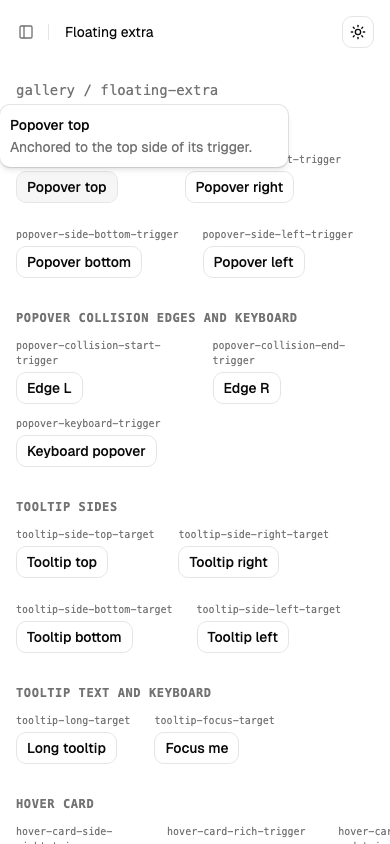 Floating extra
gallery / floating-extra
Popover top
Anchored to the top side of its trigger.
t-trigger
Popover top
Popover right
popover-side-bottom-trigger
popover-side-left-trigger
Popover bottom
Popover left
POPOVER COLLISION EDGES AND KEYBOARD
popover-collision-start-
trigger
popover-collision-end-
trigger
Edge L
Edge R
popover-keyboard-trigger
Keyboard popover
TOOLTIP SIDES
tooltip-side-top-target
tooltip-side-right-target
Tooltip top
Tooltip right
tooltip-side-bottom-target
tooltip-side-left-target
Tooltip bottom
Tooltip left
TOOLTIP TEXT AND KEYBOARD
tooltip-long-target
tooltip-focus-target
Long tooltip
Focus me
HOVER CARD
hover-card-side-
hover-card-rich-trigger
hover-car